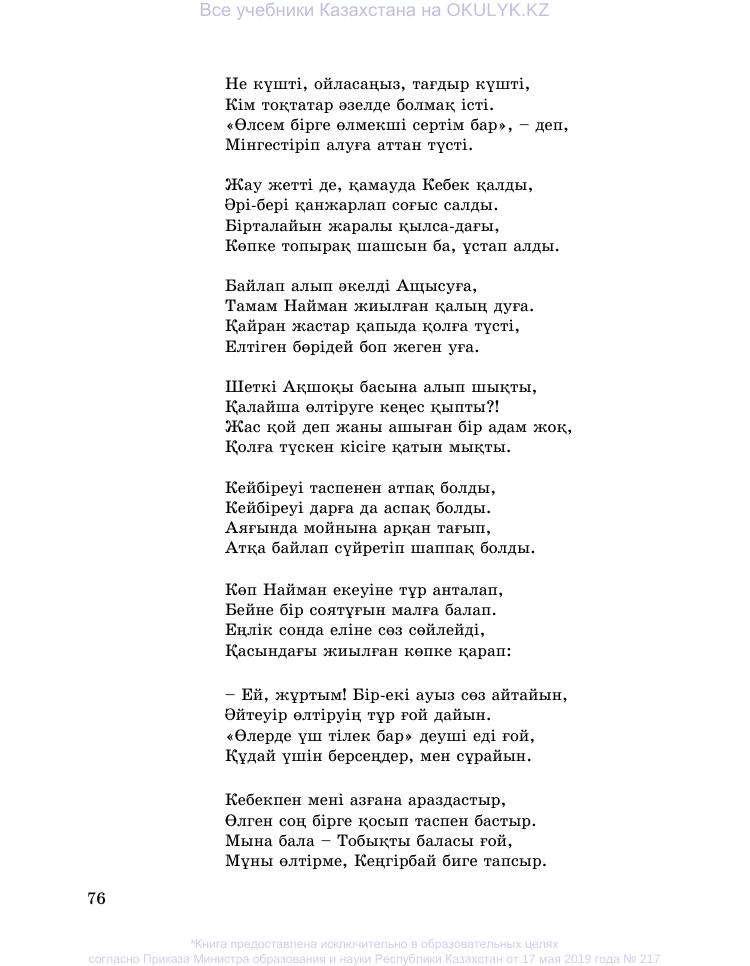 Все учебники Казахстана на OKULYK.KZ
Не күшті, ойласаңыз, тағдыр күшті,
Кім тоқтатар әзелде болмақ істі.
«Өлсем бірге өлмекші сертім бар», – деп,
Мінгестіріп алуға аттан түсті.
Жау жетті де, қамауда Кебек қалды,
Әрі-бері қанжарлап соғыс салды.
Бірталайын жаралы қылса-дағы,
Көпке топырақ шашсын ба, ұстап алды.
Байлап алып әкелді Ащысуға,
Тамам Найман жиылған қалың дуға.
Қайран жастар қапыда қолға түсті,
Елтіген бөрідей боп жеген уға.
Шеткі Ақшоқы басына алып шықты,
Қалайша өлтіруге кеңес қыпты?!
Жас қой деп жаны ашыған бір адам жоқ,
Қолға түскен кісіге қатын мықты.
Кейбіреуі таспенен атпақ болды,
Кейбіреуі дарға да аспақ болды.
Аяғында мойнына арқан тағып,
Атқа байлап сүйретіп шаппақ болды.
Көп Найман екеуіне тұр анталап,
Бейне бір соятұғын малға балап.
Еңлік сонда еліне сөз сөйлейді,
Қасындағы жиылған көпке қарап:
– Ей, жұртым! Бір-екі ауыз сөз айтайын,
Әйтеуір өлтіруің тұр ғой дайын.
«Өлерде үш тілек бар» деуші еді ғой,
Құдай үшін берсеңдер, мен сұрайын.
Кебекпен мені азғана араздастыр,
Өлген соң бірге қосып таспен бастыр.
Мына бала – Тобықты баласы ғой,
Мұны өлтірме, Кеңгірбай биге тапсыр.
76
*Книга предоставлена исключительно в образовательных целях
согласно Приказа Министра образования и науки Республики Казахстан от 17 мая 2019 года № 217